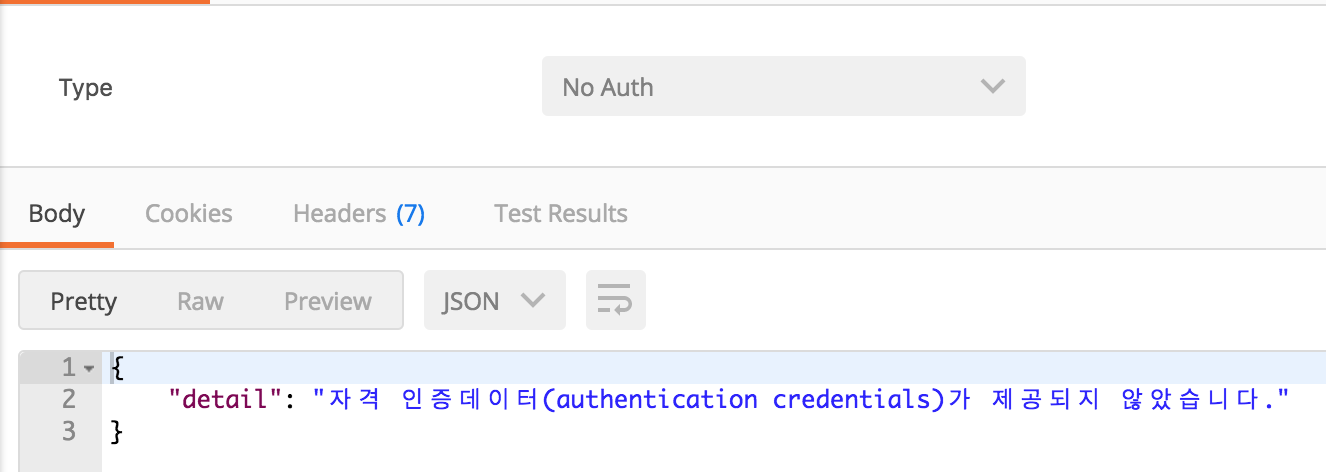 Type No Auth
Body Cookies Headers (7) Test Results
Pretty Raw Preview JSON
1 {
2 "detail": "자격 인증데이터(authentication credentials)가 제공되지 않았습니다."
3 }